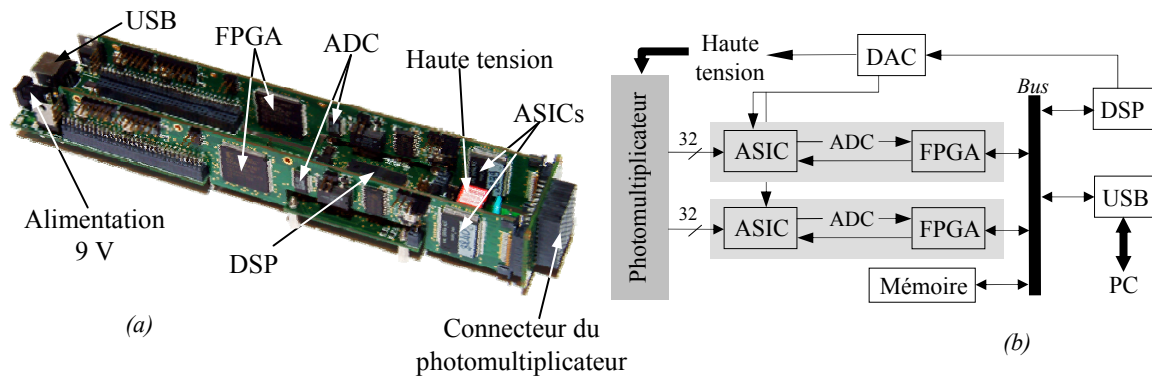 USB
FPGA
ADC
Haute tension
ASICs
Alimentation
9 V
DSP
Connecteur du
photomultiplicateur
(a)
Haute
tension
DAC
Bus
DSP
Photomultiplicateur
32
ASIC
ADC
FPGA
USB
32
ASIC
ADC
FPGA
Mémoire
PC
(b)